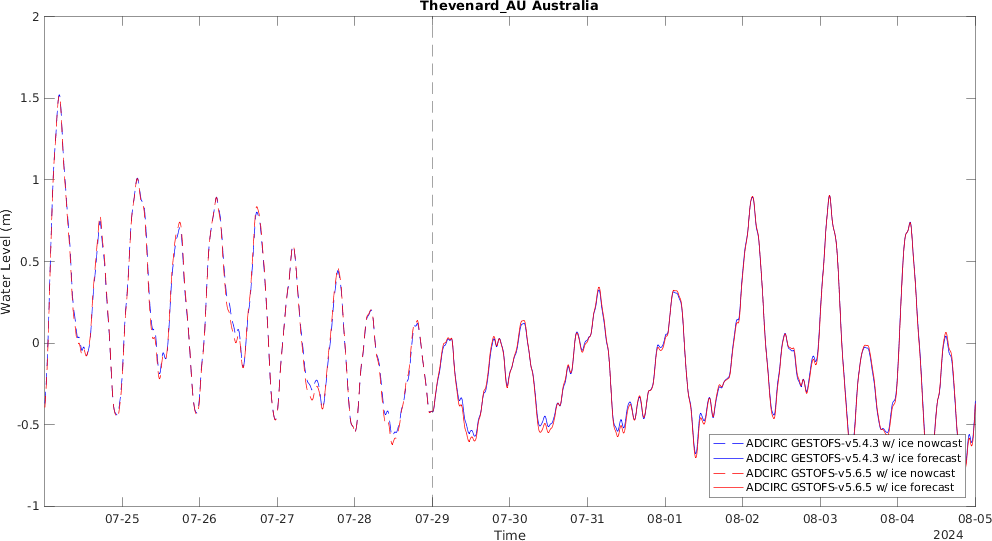 Thevenard_AU Australia
2
1.5
1
0.5
0
-0.5
-1
Water Level (m)
07-25
07-26
07-27
07-28
07-29
07-30
07-31
08-01
08-02
08-03
08-04
08-05
Time
2024
ADCIRC GESTOFS-v5.4.3 w/ ice nowcast
ADCIRC GESTOFS-v5.4.3 w/ ice forecast
ADCIRC GSTOFS-v5.6.5 w/ ice nowcast
ADCIRC GSTOFS-v5.6.5 w/ ice forecast